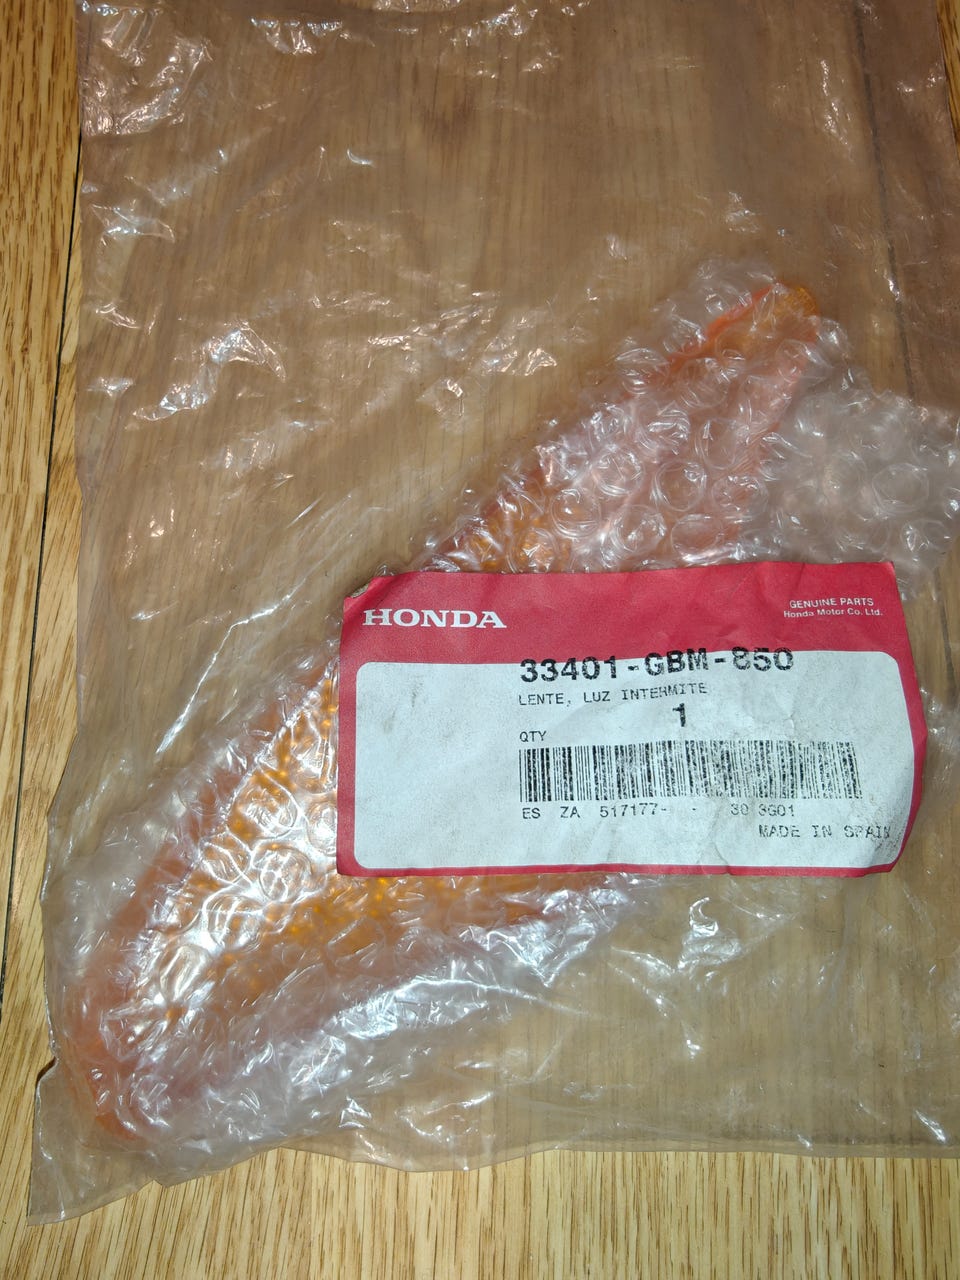 HONDA
GENUINE PARTS
Honda Motor Co. Ltd.
33401-GBM-850
LENTE, LUZ INTERMITE
1
QTY
ES ZA 517177- - 30 3G01
MADE IN SPAIN